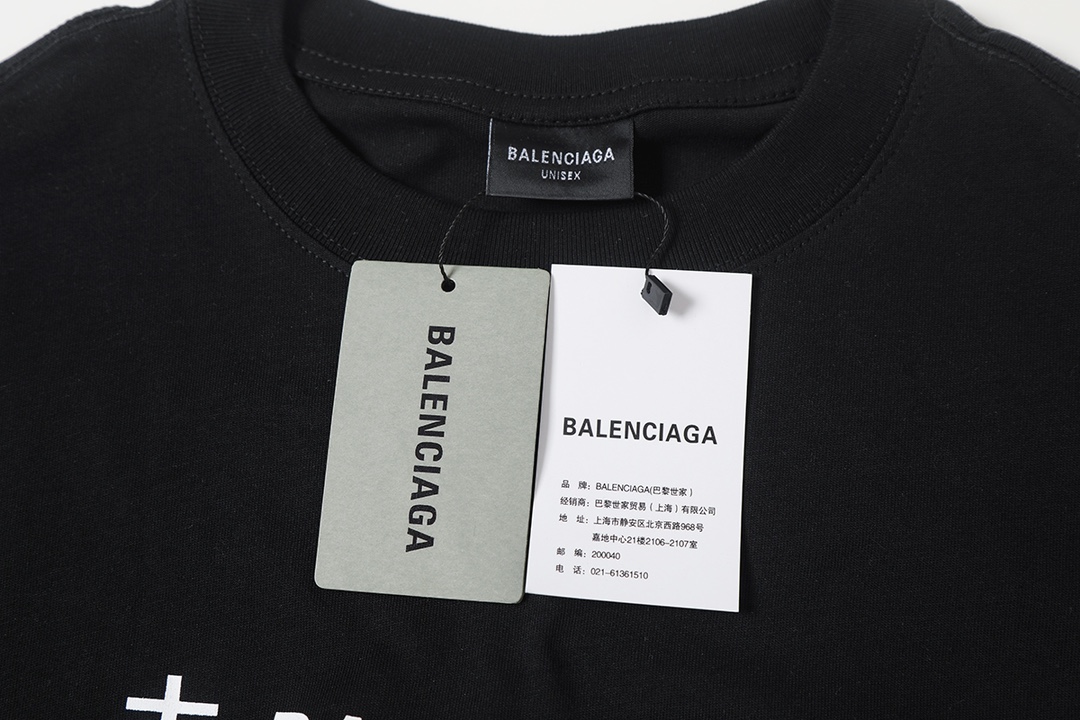 BALENCIAGA
UNISEX
BALENCIAGA
BALENCIAGA
品 牌：BALENCIAGA(巴黎世家）
经销商：巴黎世家贸易（上海）有限公司
地 址：上海市静安区北京西路968号
嘉地中心21楼2106-2107室
邮 编：200040
电 话：021-61361510